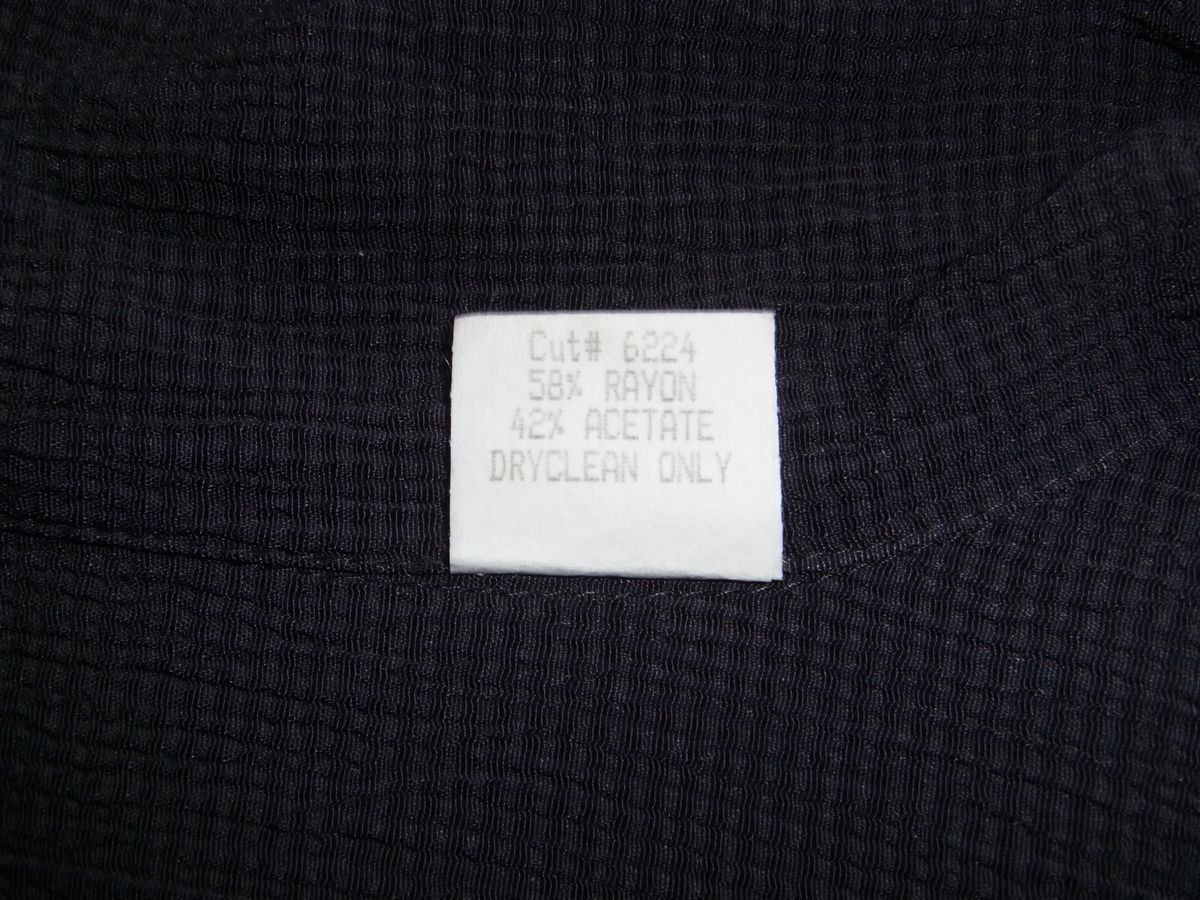 Cut# 6224
58% RAYON
42% ACETATE
DRYCLEAN ONLY